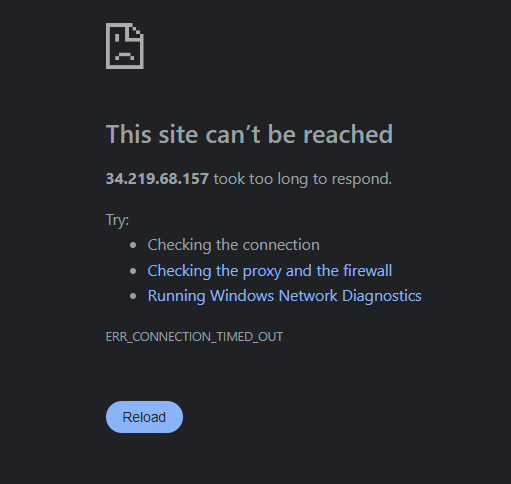 This site can’t be reached
34.219.68.157 took too long to respond.
Try:
• Checking the connection
• Checking the proxy and the firewall
• Running Windows Network Diagnostics
ERR_CONNECTION_TIMED_OUT
Reload